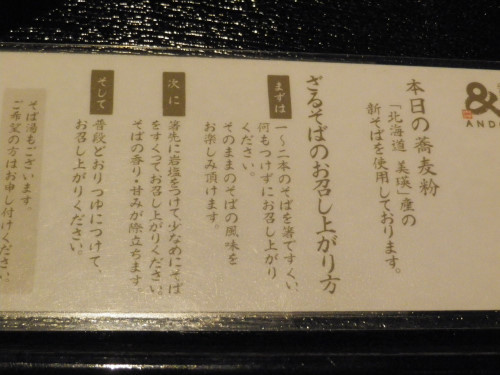 &
AND
本日の蕎麦粉
「北海道 美瑛」産の
新そばを使用しております。
ざるそばのお召し上がり方
まずは
一〜二本のそばを箸ですくい、
何もつけずにお召し上がり
ください。
そのままのそばの風味を
お楽しみ頂けます。
次に
箸先に岩塩をつけて少なめにそば
をすくってお召し上がりください。
そばの香り・甘みが際立ちます。
そして
普段どおりつゆにつけて、
お召し上がりください。
そば湯もございます。
ご希望の方はお申し付けください。